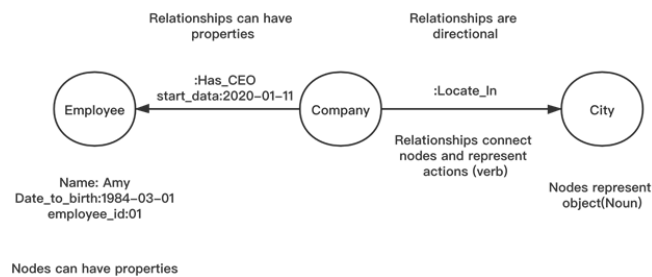 Relationships can have
properties
Relationships are
directional
:Has_CEO
start_data:2020-01-11
Employee
Company
:Locate_In
City
Relationships connect
nodes and represent
actions (verb)
Name: Amy
Date_to_birth:1984-03-01
employee_id:01
Nodes represent
object(Noun)
Nodes can have properties